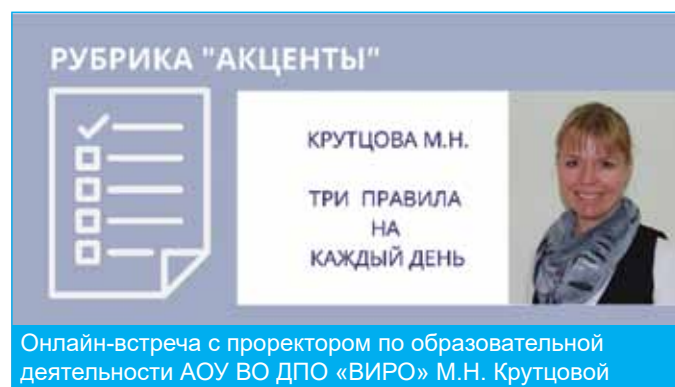 РУБРИКА "АКЦЕНТЫ"
КРУТЦОВА М.Н.
ТРИ ПРАВИЛА
НА
КАЖДЫЙ ДЕНЬ
Онлайн-встреча с проректором по образовательной
деятельности АОУ ВО ДПО «ВИРО» М.Н. Крутцовой